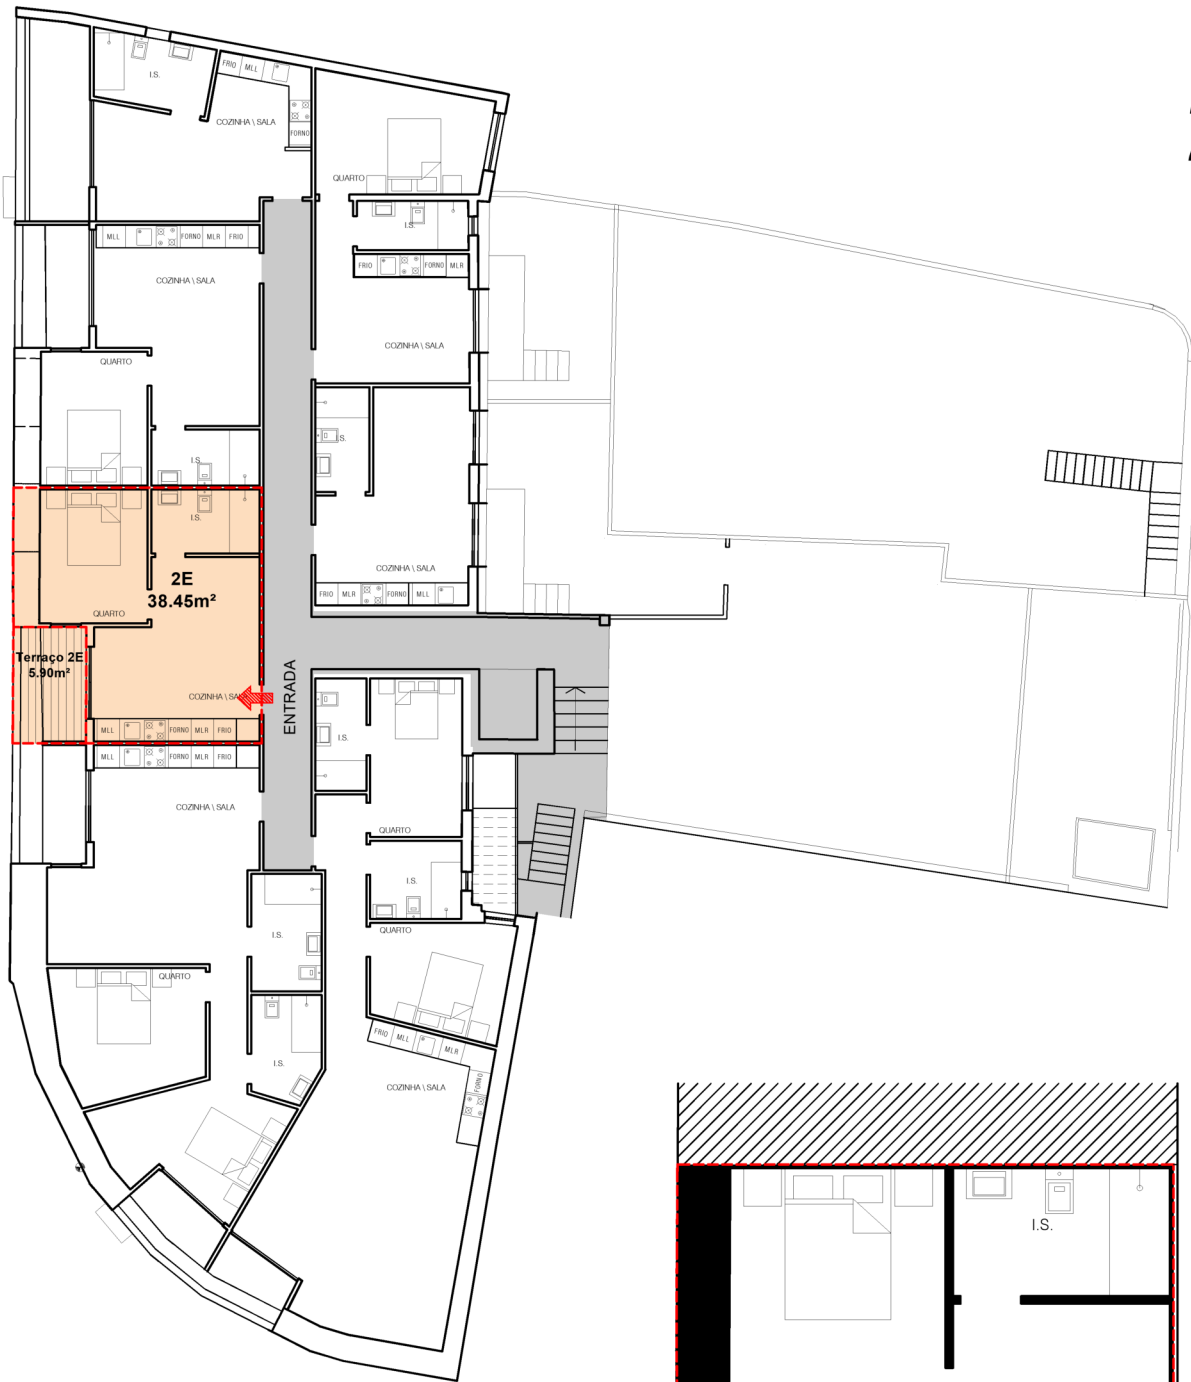 I.S.
FRIO MLL
COZINHA \ SALA
FORNO
QUARTO
I.S.
MLL FORNO MLR FRIO
FRIO FORNO MLR
COZINHA \ SALA
COZINHA \ SALA
QUARTO
I.S.
I.S.
I.S.
2E
38.45m²
COZINHA \ SALA
FRIO MLR FORNO MLL
QUARTO
Terraço 2E
5.90m²
ENTRADA
COZINHA \ SALA
MLL FORNO MLR FRIO
I.S.
MLL FORNO MLR FRIO
COZINHA \ SALA
QUARTO
I.S.
I.S.
QUARTO
QUARTO
FRIO MLL MLR
I.S.
COZINHA \ SALA
FORNO
I.S.